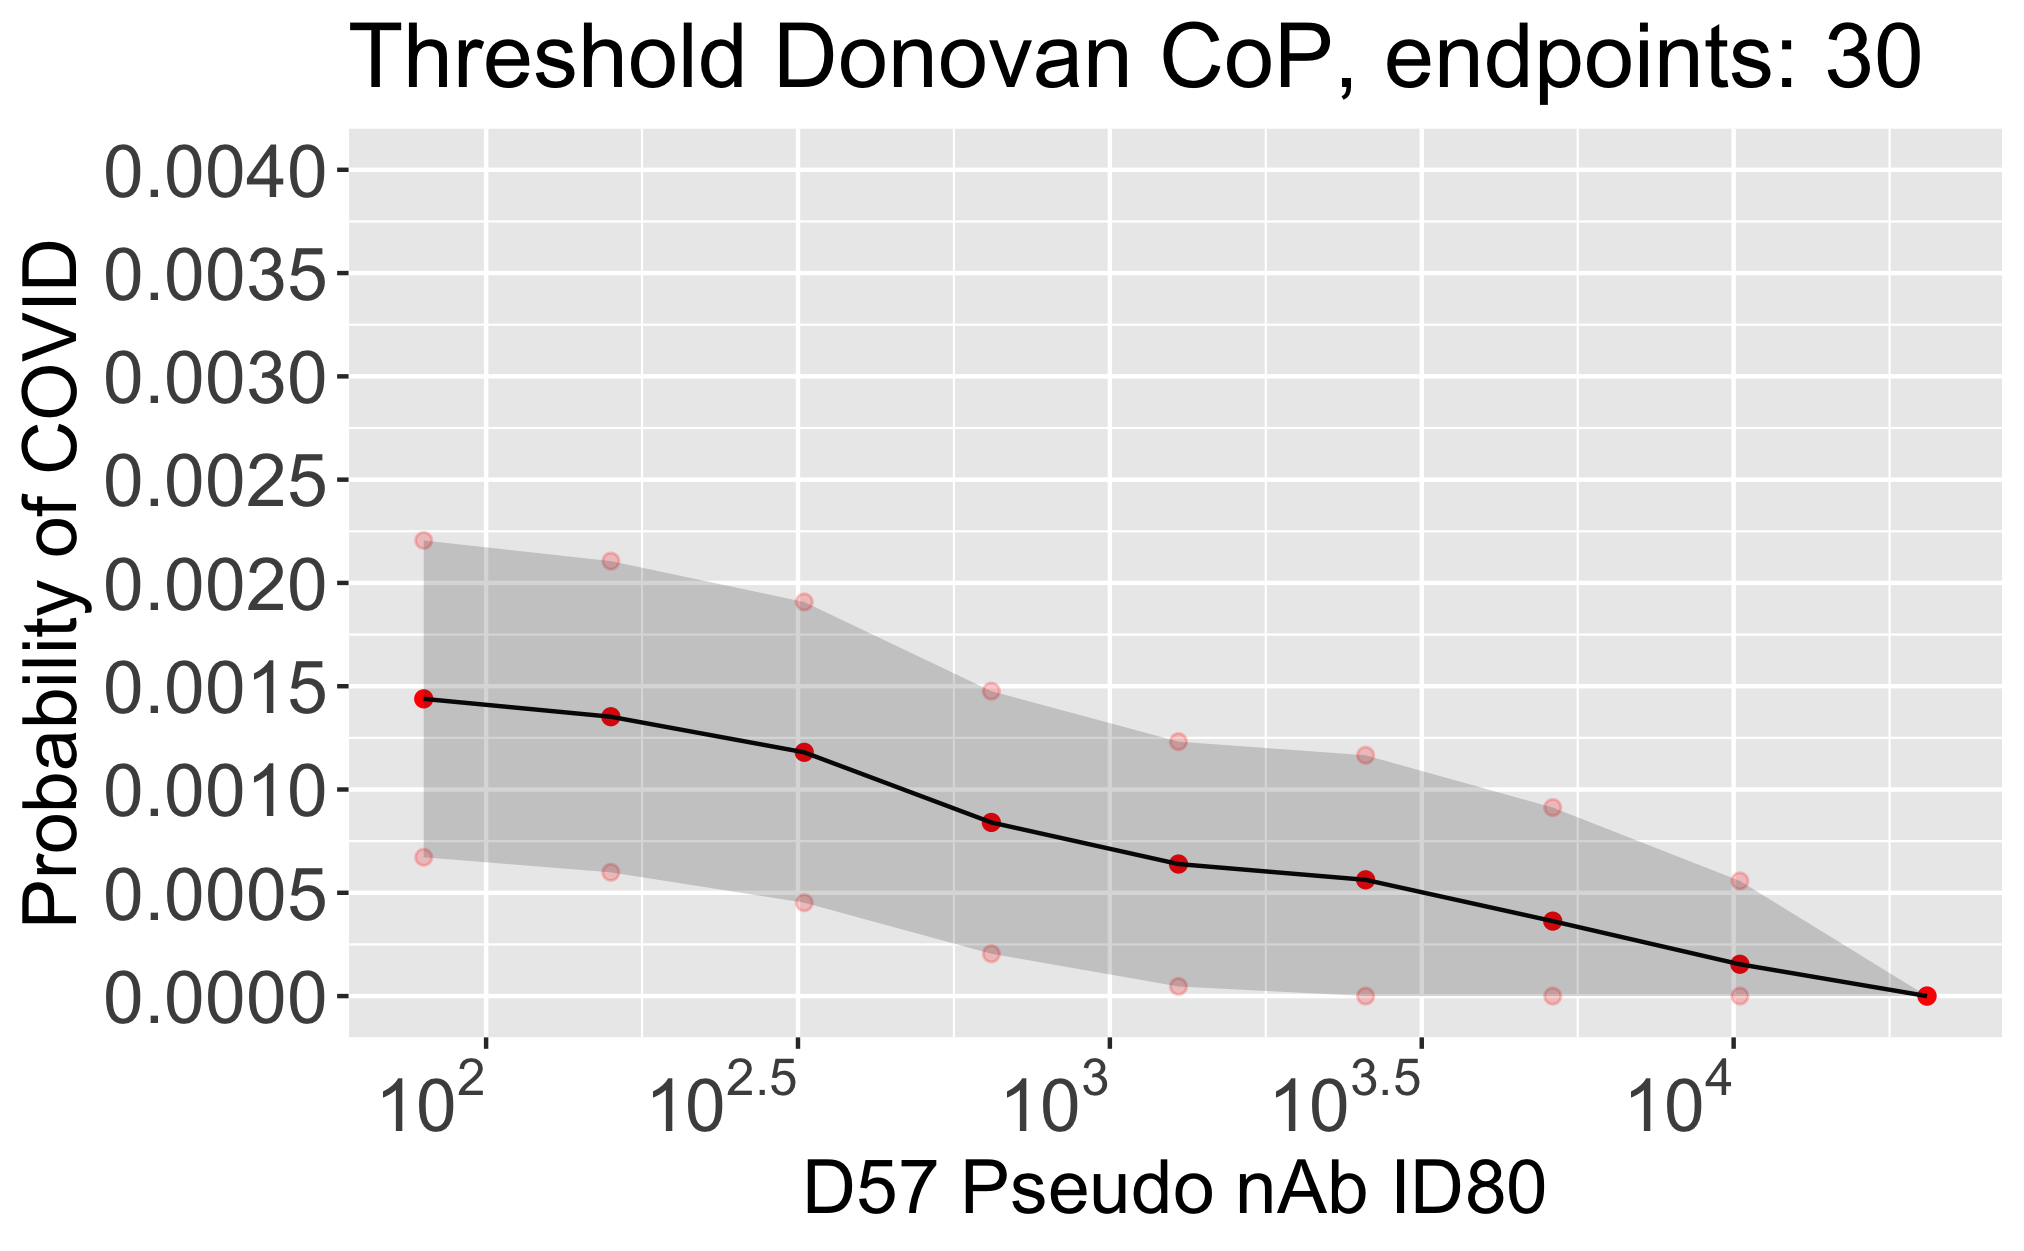 Threshold Donovan CoP, endpoints: 30
Probability of COVID
0.0040
0.0035
0.0030
0.0025
0.0020
0.0015
0.0010
0.0005
0.0000
10^2 10^2.5 10^3 10^3.5 10^4
D57 Pseudo nAb ID80